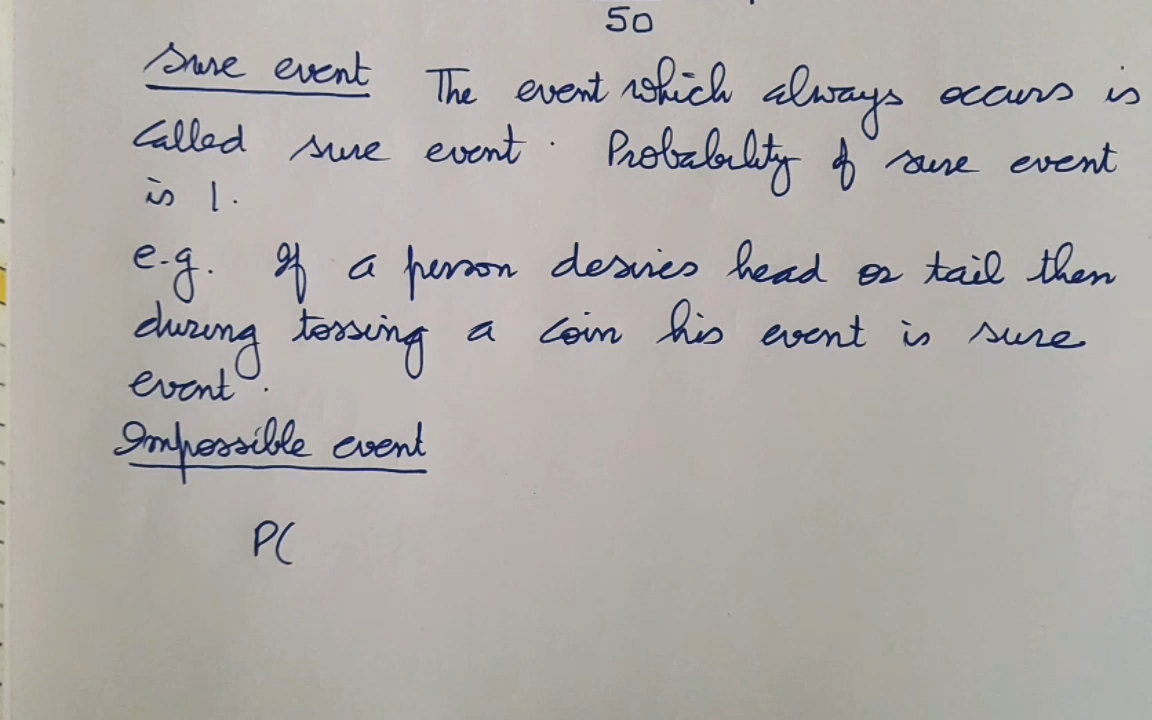 50
Sure event The event which always occurs is
called sure event. Probability of sure event
is 1.
e.g. If a person desires head or tail then
during tossing a coin his event is sure
event.
Impossible event
P(